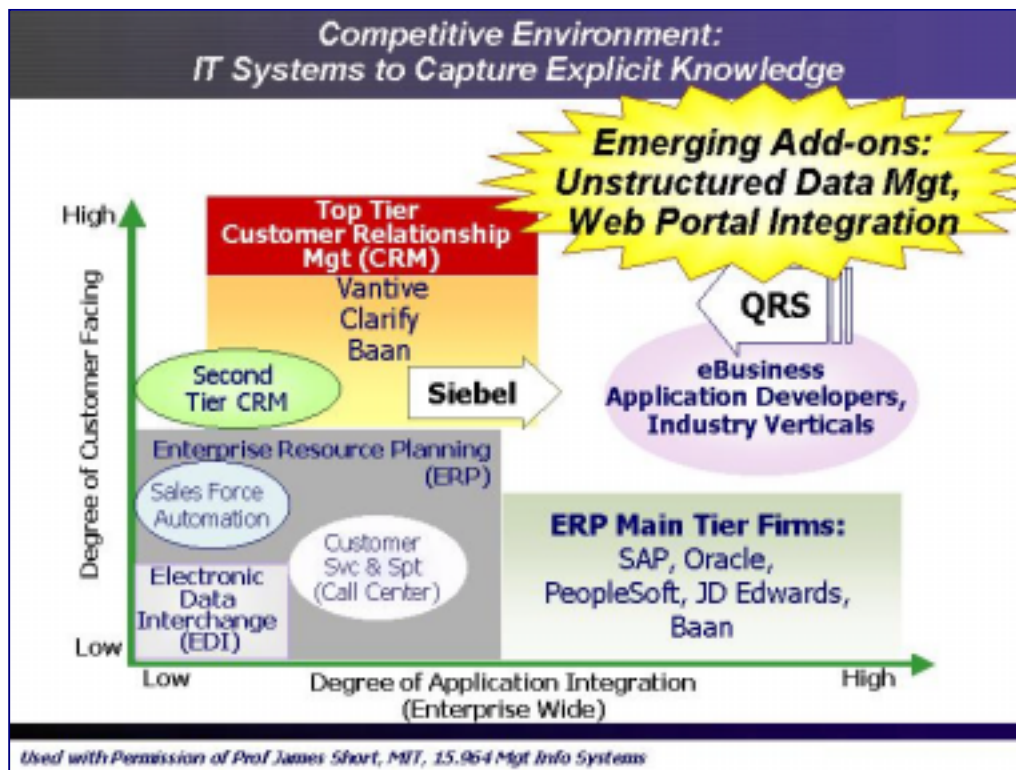 Competitive Environment:
IT Systems to Capture Explicit Knowledge
Emerging Add-ons:
Unstructured Data Mgt,
Web Portal Integration
High
Top Tier
Customer Relationship
Mgt (CRM)
Vantive
Clarify
Baan
QRS
Degree of Customer Facing
Second
Tier CRM
Siebel
eBusiness
Application Developers,
Industry Verticals
Enterprise Resource Planning
(ERP)
Sales Force
Automation
Customer
Svc & Spt
(Call Center)
ERP Main Tier Firms:
SAP, Oracle,
PeopleSoft, JD Edwards,
Baan
Electronic
Data
Interchange
(EDI)
Low
Low
Degree of Application Integration
(Enterprise Wide)
High
Used with Permission of Prof James Short, MIT, 15.964 Mgt Info Systems